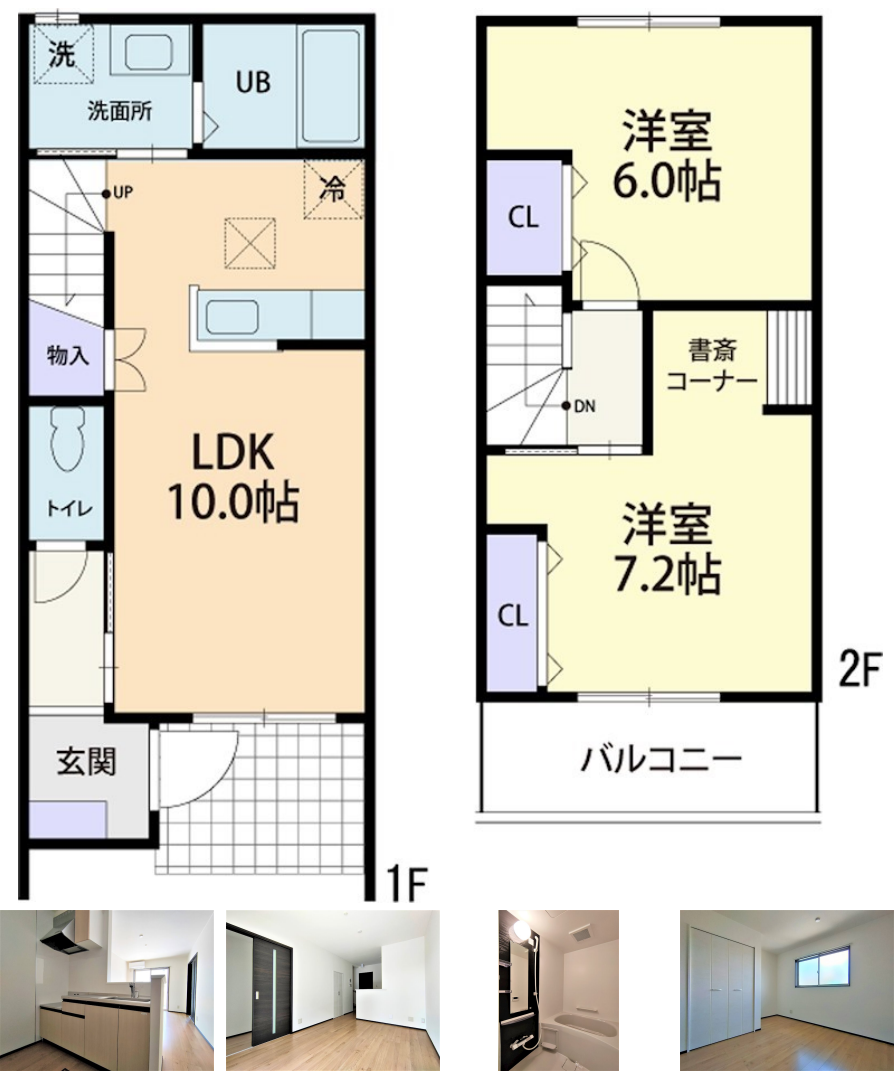 洗
洗面所
UB
UP
冷
物入
LDK
10.0帖
トイレ
玄関
1F
洋室
6.0帖
CL
書斎
コーナー
DN
洋室
7.2帖
CL
2F
バルコニー